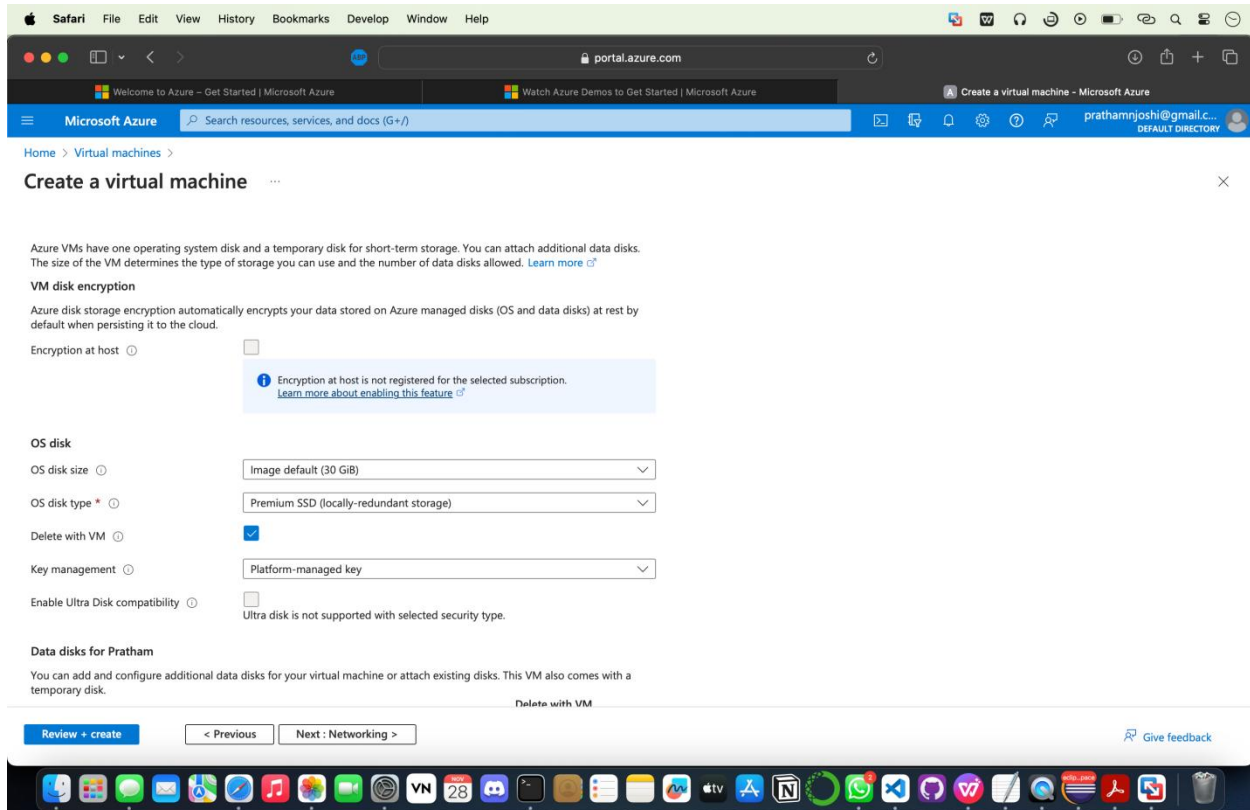 Safari File Edit View History Bookmarks Develop Window Help
ABP
portal.azure.com
Welcome to Azure – Get Started | Microsoft Azure
Watch Azure Demos to Get Started | Microsoft Azure
A Create a virtual machine - Microsoft Azure
Microsoft Azure
Search resources, services, and docs (G+/)
prathamnjoshi@gmail.c...
DEFAULT DIRECTORY
Home > Virtual machines >
Create a virtual machine ...
Azure VMs have one operating system disk and a temporary disk for short-term storage. You can attach additional data disks.
The size of the VM determines the type of storage you can use and the number of data disks allowed. Learn more
VM disk encryption
Azure disk storage encryption automatically encrypts your data stored on Azure managed disks (OS and data disks) at rest by
default when persisting it to the cloud.
Encryption at host
Encryption at host is not registered for the selected subscription.
Learn more about enabling this feature
OS disk
OS disk size
Image default (30 GiB)
OS disk type *
Premium SSD (locally-redundant storage)
Delete with VM
Key management
Platform-managed key
Enable Ultra Disk compatibility
Ultra disk is not supported with selected security type.
Data disks for Pratham
You can add and configure additional data disks for your virtual machine or attach existing disks. This VM also comes with a
temporary disk.
Delete with VM
Review + create
< Previous
Next : Networking >
Give feedback
VN
NOV
28
tv
2